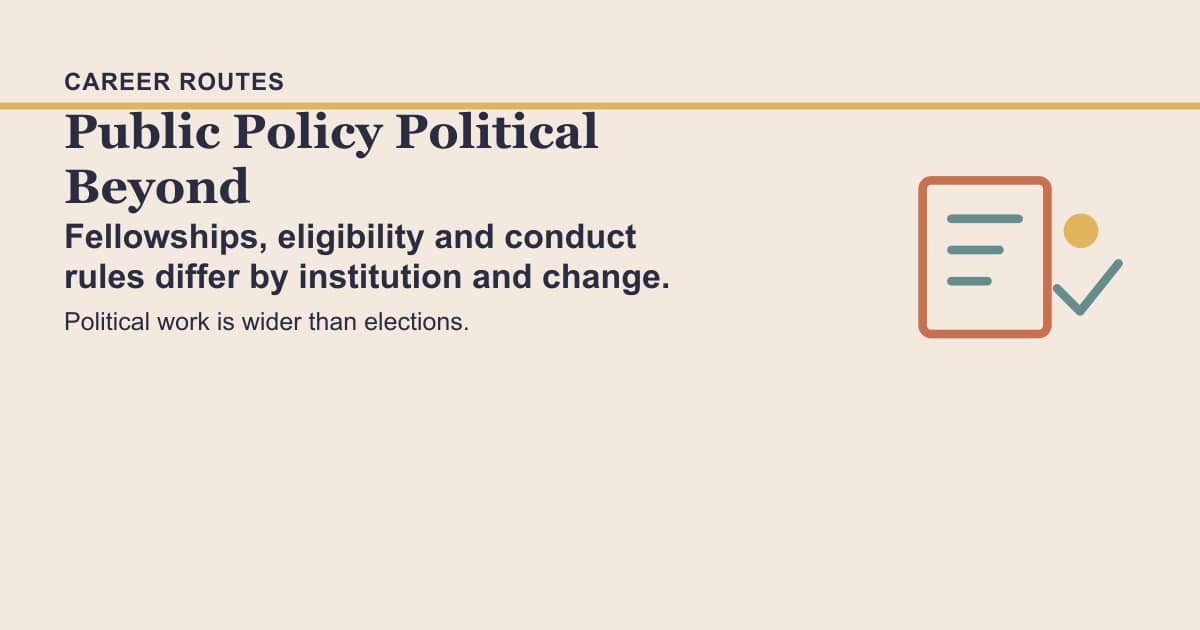 CAREER ROUTES
Public Policy Political
Beyond
Fellowships, eligibility and conduct
rules differ by institution and change.
Political work is wider than elections.